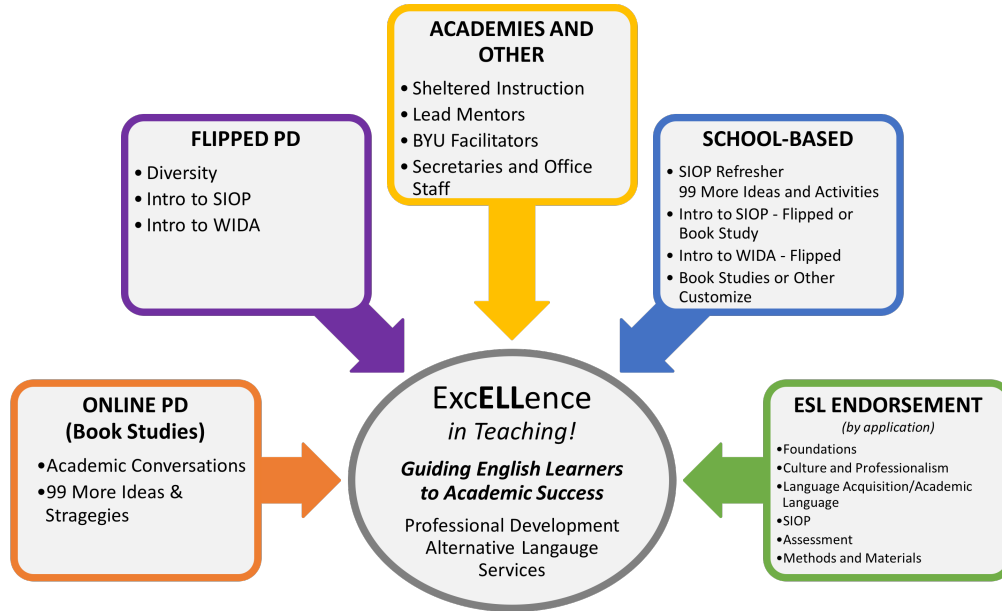 ACADEMIES AND
OTHER
• Sheltered Instruction
• Lead Mentors
• BYU Facilitators
• Secretaries and Office
Staff
FLIPPED PD
• Diversity
• Intro to SIOP
• Intro to WIDA
SCHOOL-BASED
• SIOP Refresher
99 More Ideas and Activities
• Intro to SIOP - Flipped or
Book Study
• Intro to WIDA - Flipped
• Book Studies or Other
Customize
ONLINE PD
(Book Studies)
•Academic Conversations
•99 More Ideas &
Stragegies
ExcELLence
in Teaching!
Guiding English Learners
to Academic Success
Professional Development
Alternative Langauge
Services
ESL ENDORSEMENT
(by application)
•Foundations
•Culture and Professionalism
•Language Acquisition/Academic
Language
•SIOP
•Assessment
•Methods and Materials